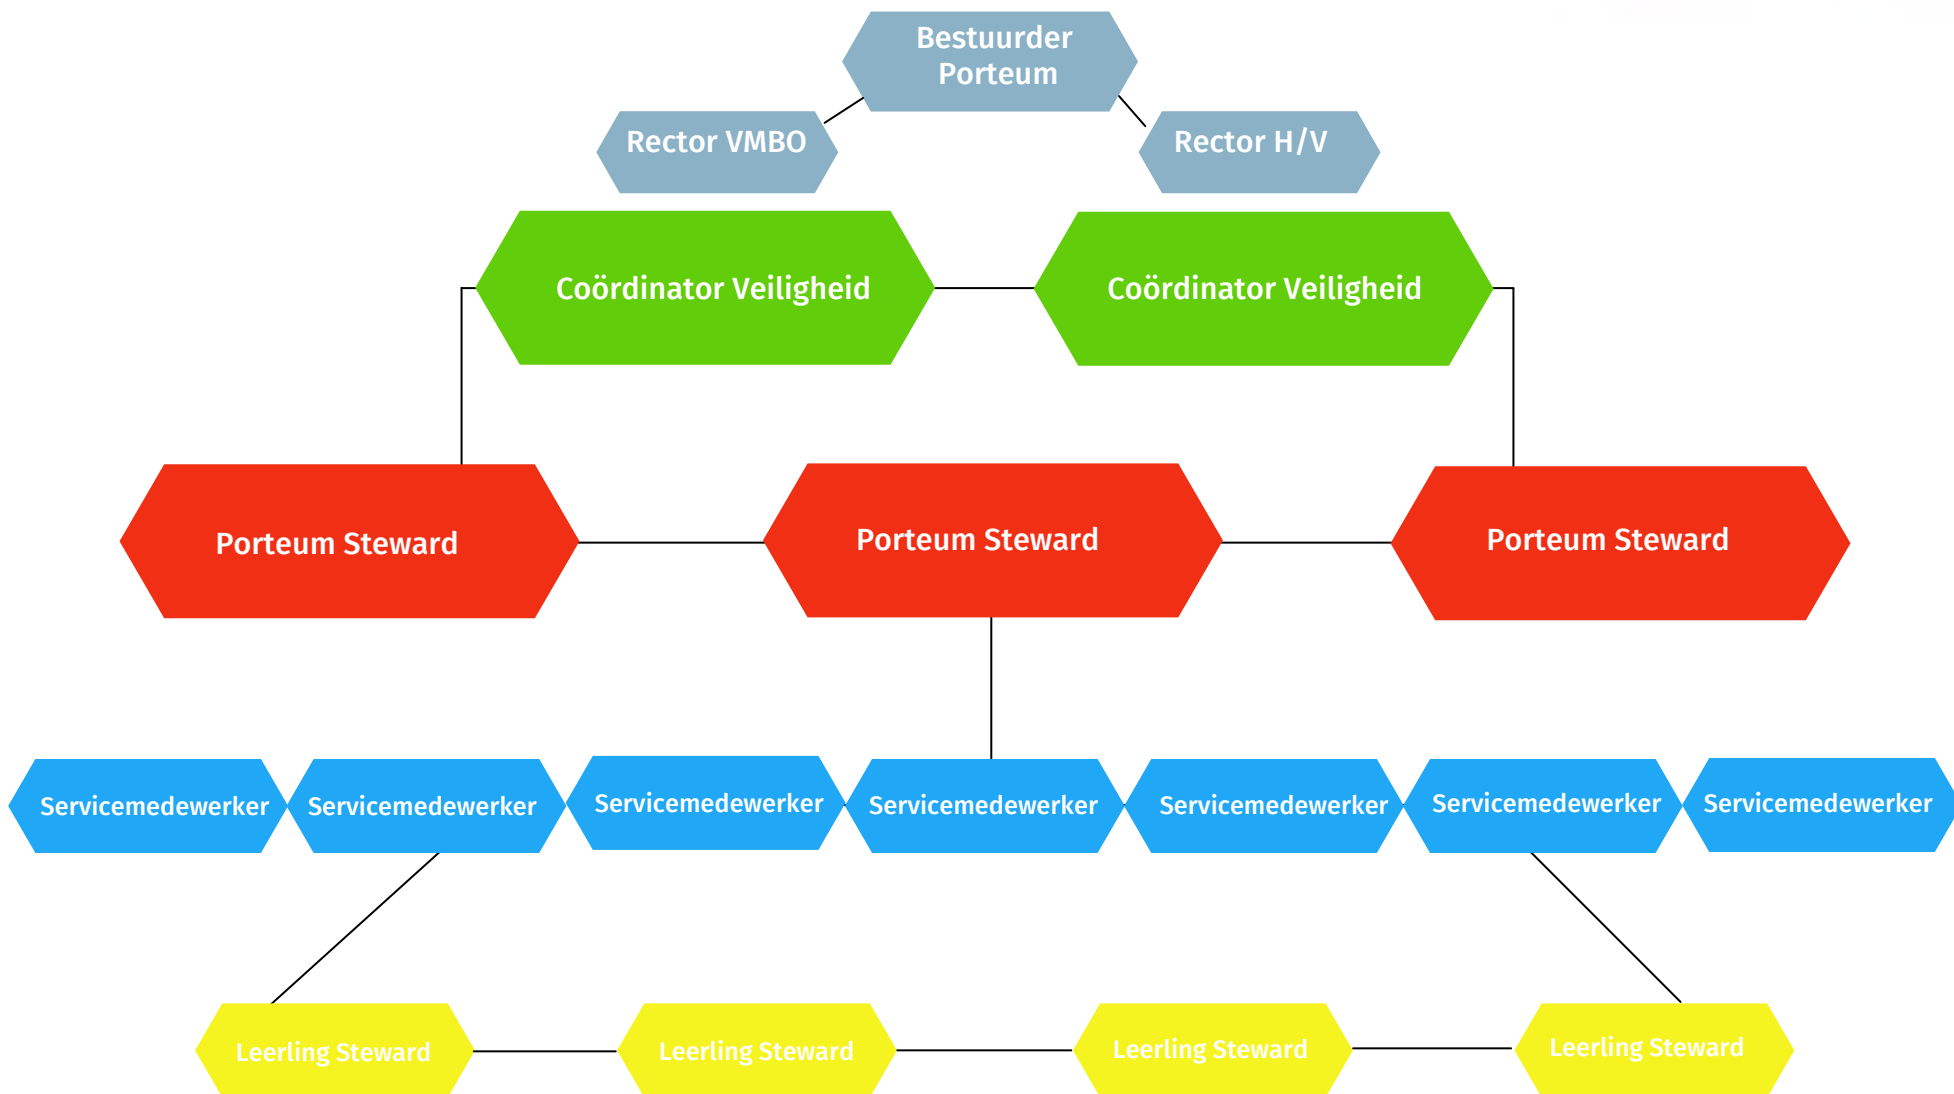 Bestuurder
Porteum
Rector VMBO
Rector H/V
Coördinator Veiligheid
Coördinator Veiligheid
Porteum Steward
Porteum Steward
Porteum Steward
Servicemedewerker
Servicemedewerker
Servicemedewerker
Servicemedewerker
Servicemedewerker
Servicemedewerker
Servicemedewerker
Leerling Steward
Leerling Steward
Leerling Steward
Leerling Steward